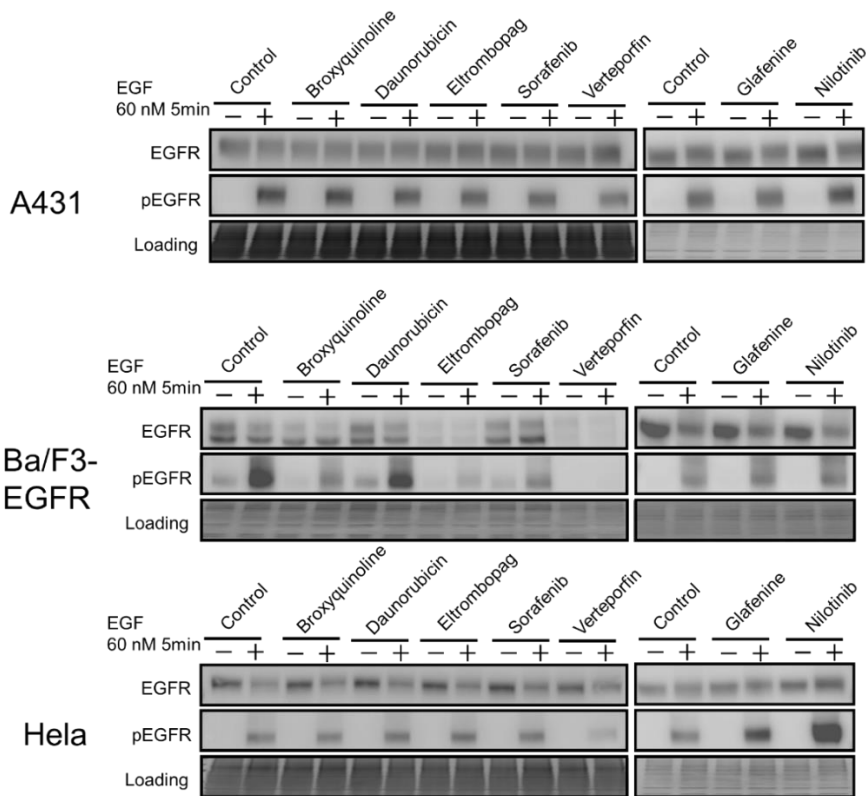 Control Broxyquinoline Daunorubicin Eltrombopag Sorafenib Verteporfin Control Glafenine Nilotinib
EGF
60 nM 5min − + − + − + − + − + − + − + − + − +
EGFR
A431
pEGFR
Loading
Control Broxyquinoline Daunorubicin Eltrombopag Sorafenib Verteporfin Control Glafenine Nilotinib
EGF
60 nM 5min − + − + − + − + − + − + − + − + − +
EGFR
Ba/F3-
EGFR
pEGFR
Loading
Control Broxyquinoline Daunorubicin Eltrombopag Sorafenib Verteporfin Control Glafenine Nilotinib
EGF
60 nM 5min − + − + − + − + − + − + − + − + − +
EGFR
Hela
pEGFR
Loading